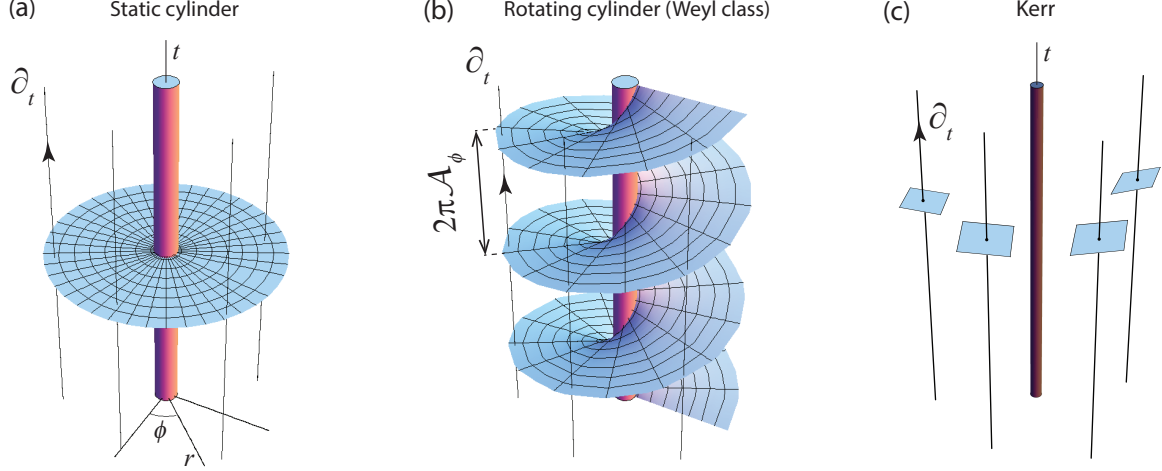 (a) Static cylinder
t
∂t
ϕ
r
(b) Rotating cylinder (Weyl class)
∂t
2π𝒜ϕ
(c) Kerr
t
∂t